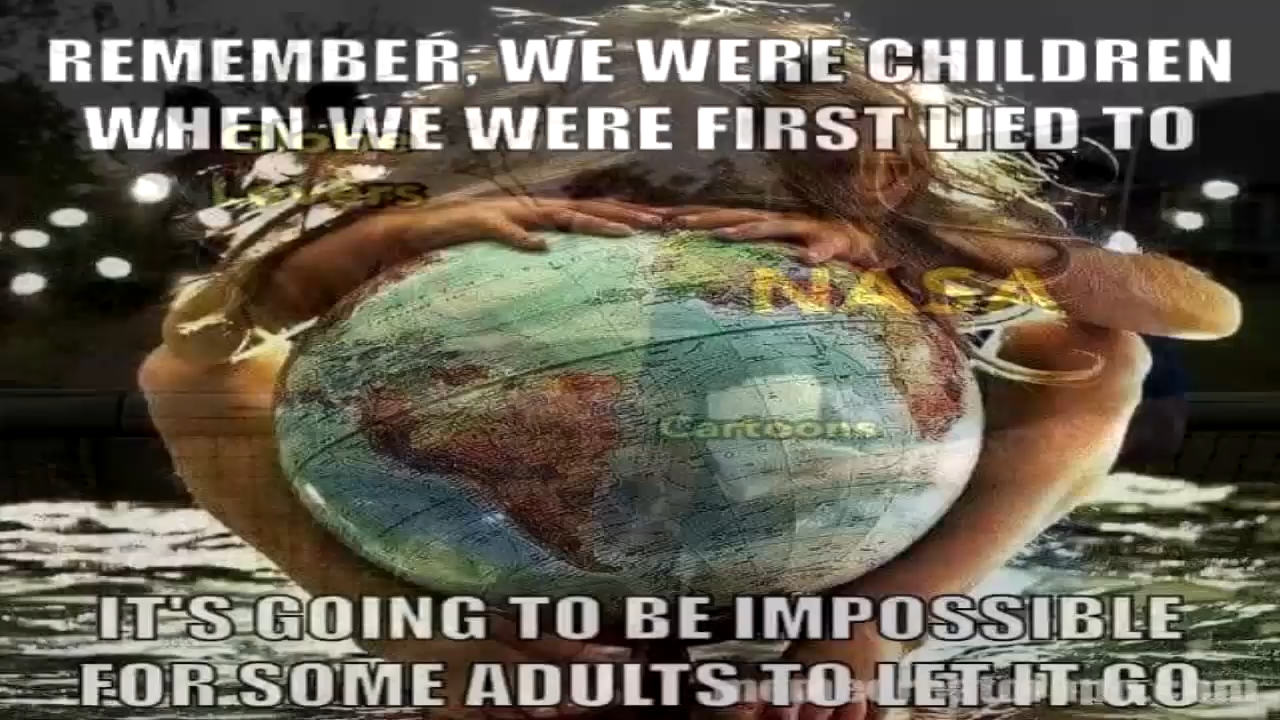 REMEMBER, WE WERE CHILDREN
WHEN WE WERE FIRST LIED TO
Lovers
NASA
Cartoons
IT'S GOING TO BE IMPOSSIBLE
FOR SOME ADULTS TO LET IT GO